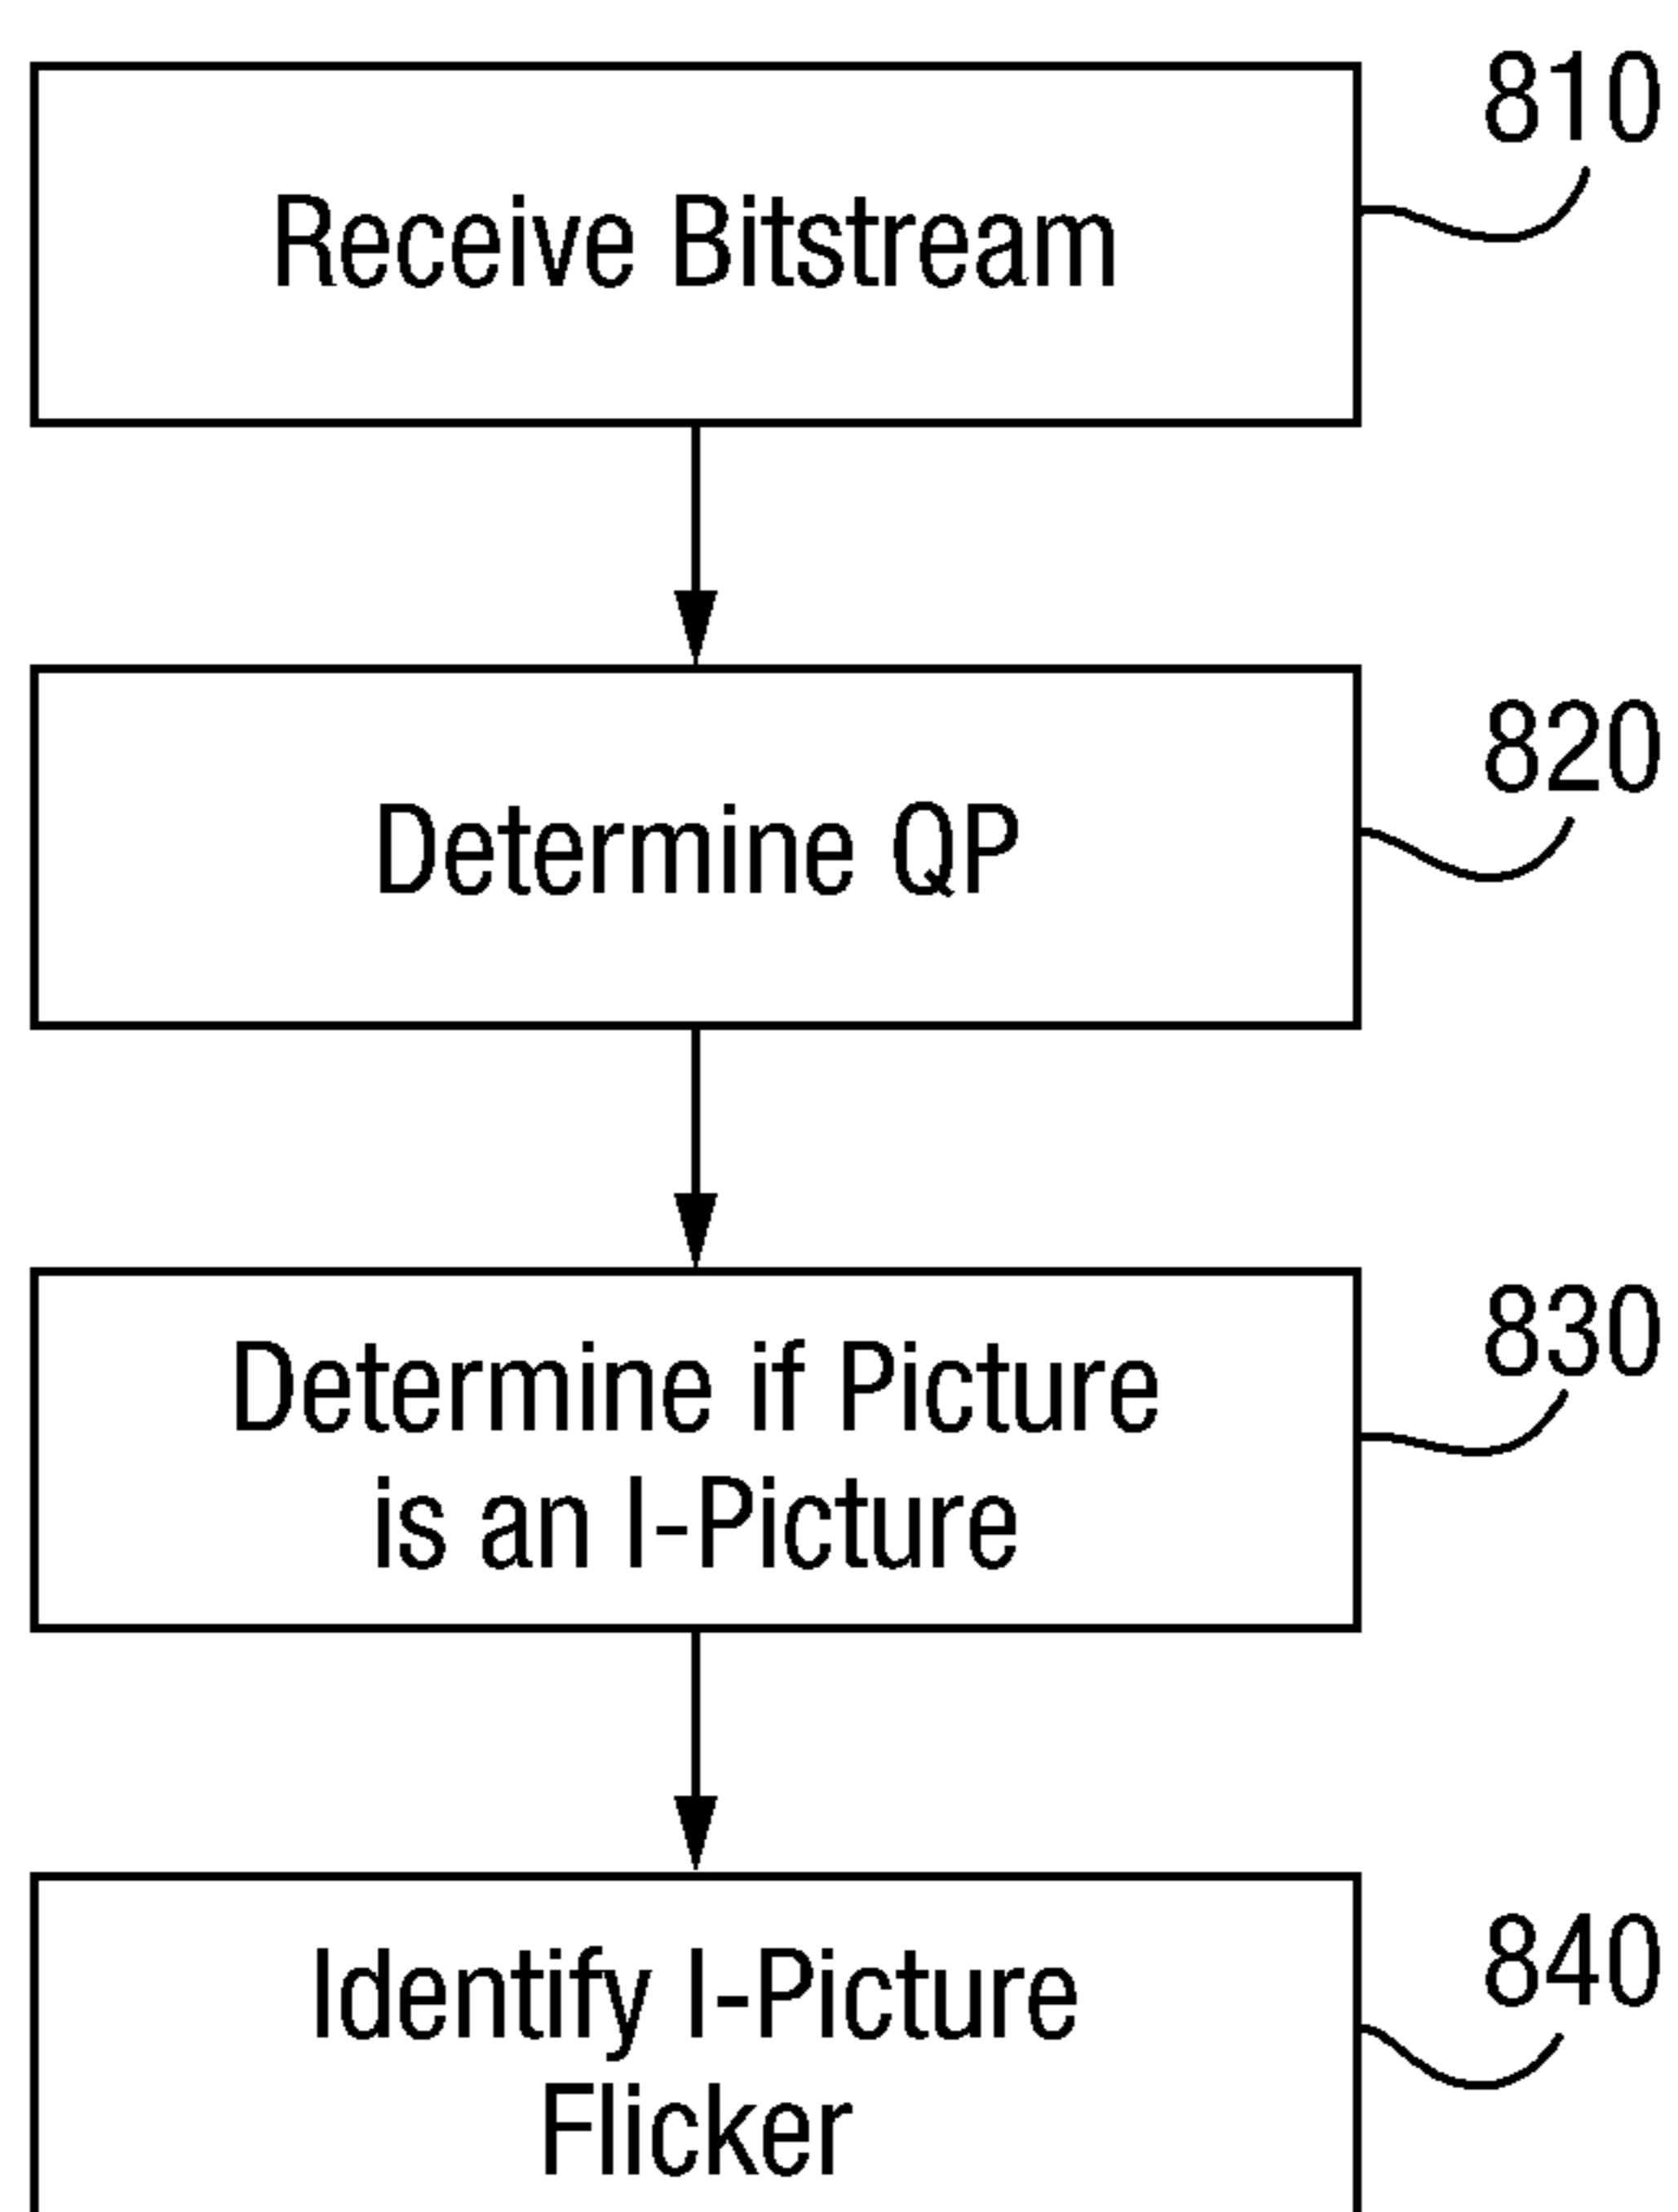 810
Receive Bitstream
820
Determine QP
830
Determine if Picture
is an I-Picture
840
Identify I-Picture
Flicker